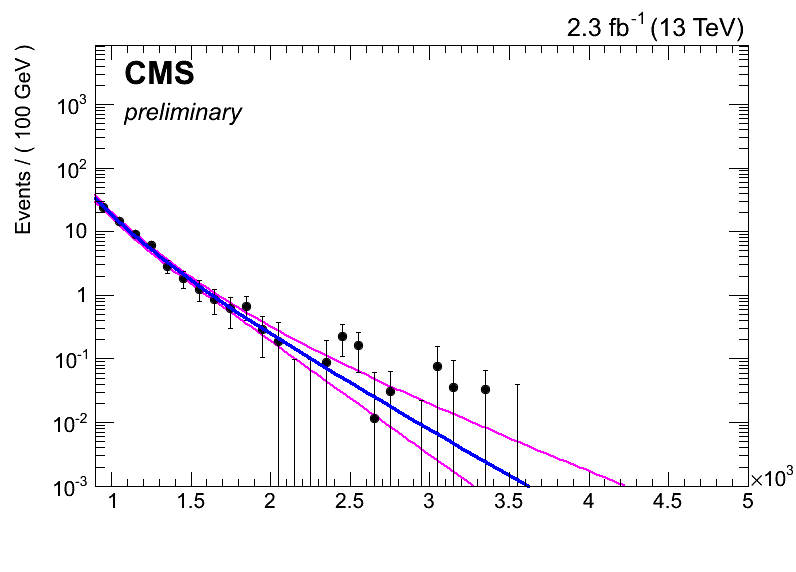 2.3 fb⁻¹ (13 TeV)
CMS
preliminary
Events / ( 100 GeV )
10³
10²
10
1
10⁻¹
10⁻²
10⁻³
1 1.5 2 2.5 3 3.5 4 4.5 5
×10³